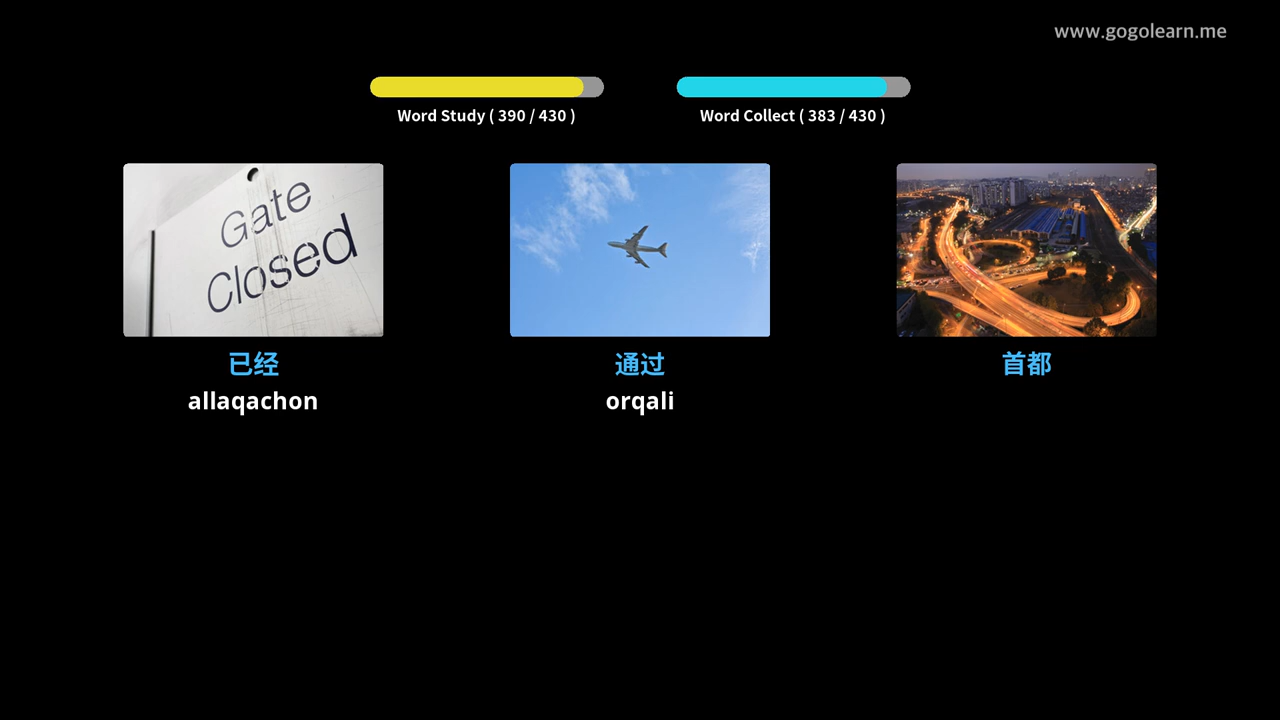 www.gogolearn.me
Word Study ( 390 / 430 )
Word Collect ( 383 / 430 )
Gate
Closed
已经
通过
首都
allaqachon
orqali